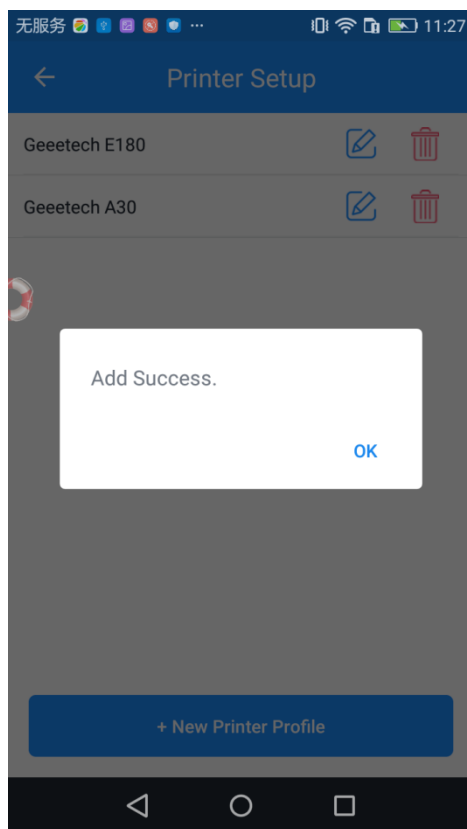 无服务 11:27
Printer Setup
Geeetech E180
Geeetech A30
Add Success.
OK
+ New Printer Profile